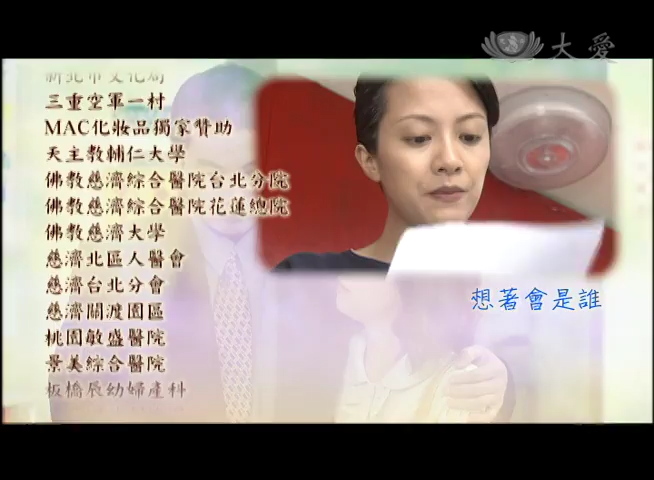 大愛
新北市文化局
三重空軍一村
MAC化妝品獨家贊助
天主教輔仁大學
佛教慈濟綜合醫院台北分院
佛教慈濟綜合醫院花蓮總院
佛教慈濟大學
慈濟北區人醫會
慈濟台北分會
慈濟關渡園區
桃園敏盛醫院
景美綜合醫院
板橋辰幼婦產科
想著會是誰